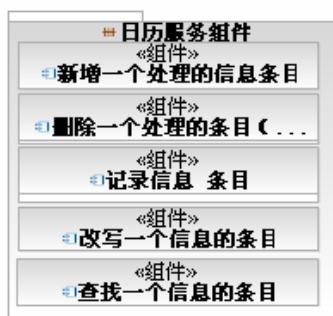 日历服务组件
«组件»
新增一个处理的信息条目
«组件»
删除一个处理的条目（...
«组件»
记录信息 条目
«组件»
改写一个信息的条目
«组件»
查找一个信息的条目